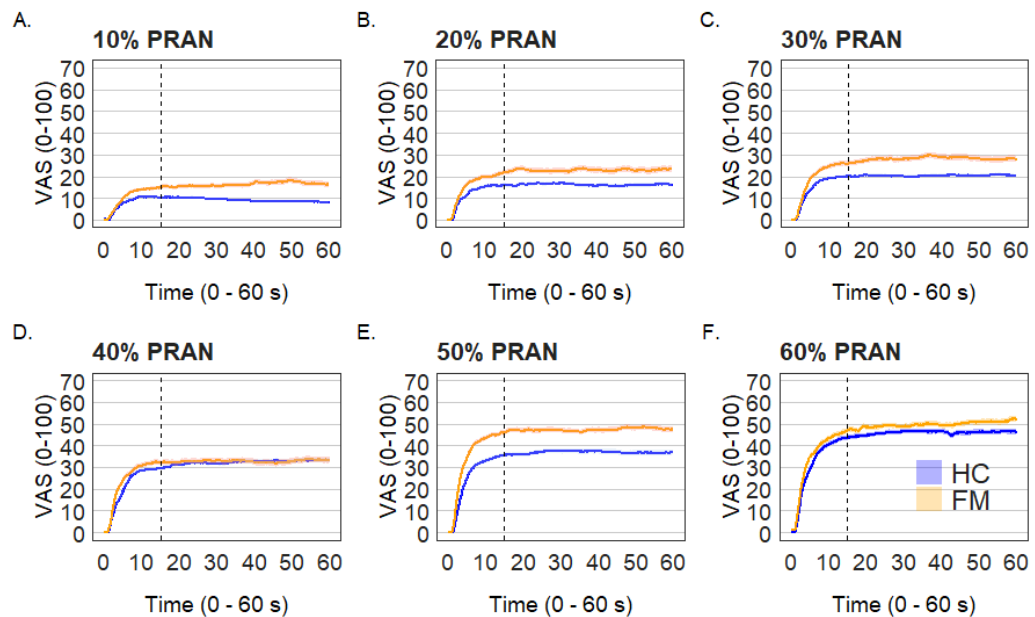 A.
10% PRAN
70
60
50
40
30
20
10
0
VAS (0-100)
0 10 20 30 40 50 60
Time (0 - 60 s)
B.
20% PRAN
70
60
50
40
30
20
10
0
VAS (0-100)
0 10 20 30 40 50 60
Time (0 - 60 s)
C.
30% PRAN
70
60
50
40
30
20
10
0
VAS (0-100)
0 10 20 30 40 50 60
Time (0 - 60 s)
D.
40% PRAN
70
60
50
40
30
20
10
0
VAS (0-100)
0 10 20 30 40 50 60
Time (0 - 60 s)
E.
50% PRAN
70
60
50
40
30
20
10
0
VAS (0-100)
0 10 20 30 40 50 60
Time (0 - 60 s)
F.
60% PRAN
70
60
50
40
30
20
10
0
VAS (0-100)
HC
FM
0 10 20 30 40 50 60
Time (0 - 60 s)